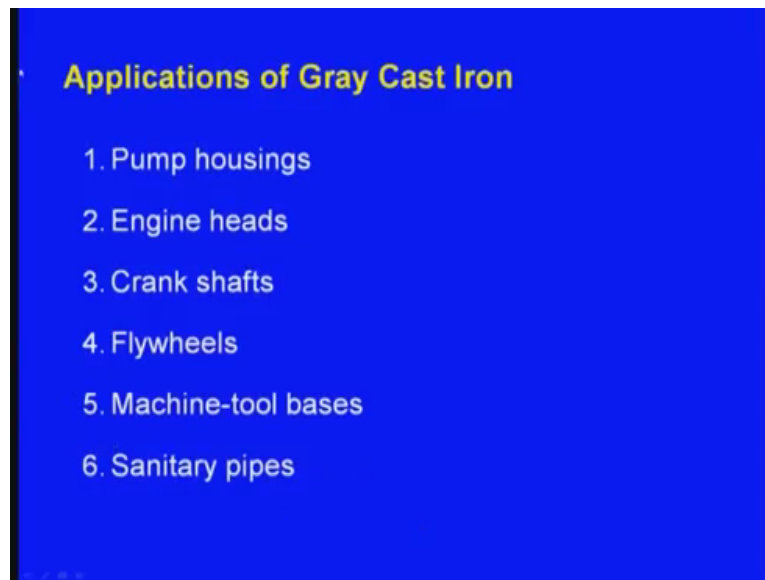 Applications of Gray Cast Iron
1. Pump housings
2. Engine heads
3. Crank shafts
4. Flywheels
5. Machine-tool bases
6. Sanitary pipes